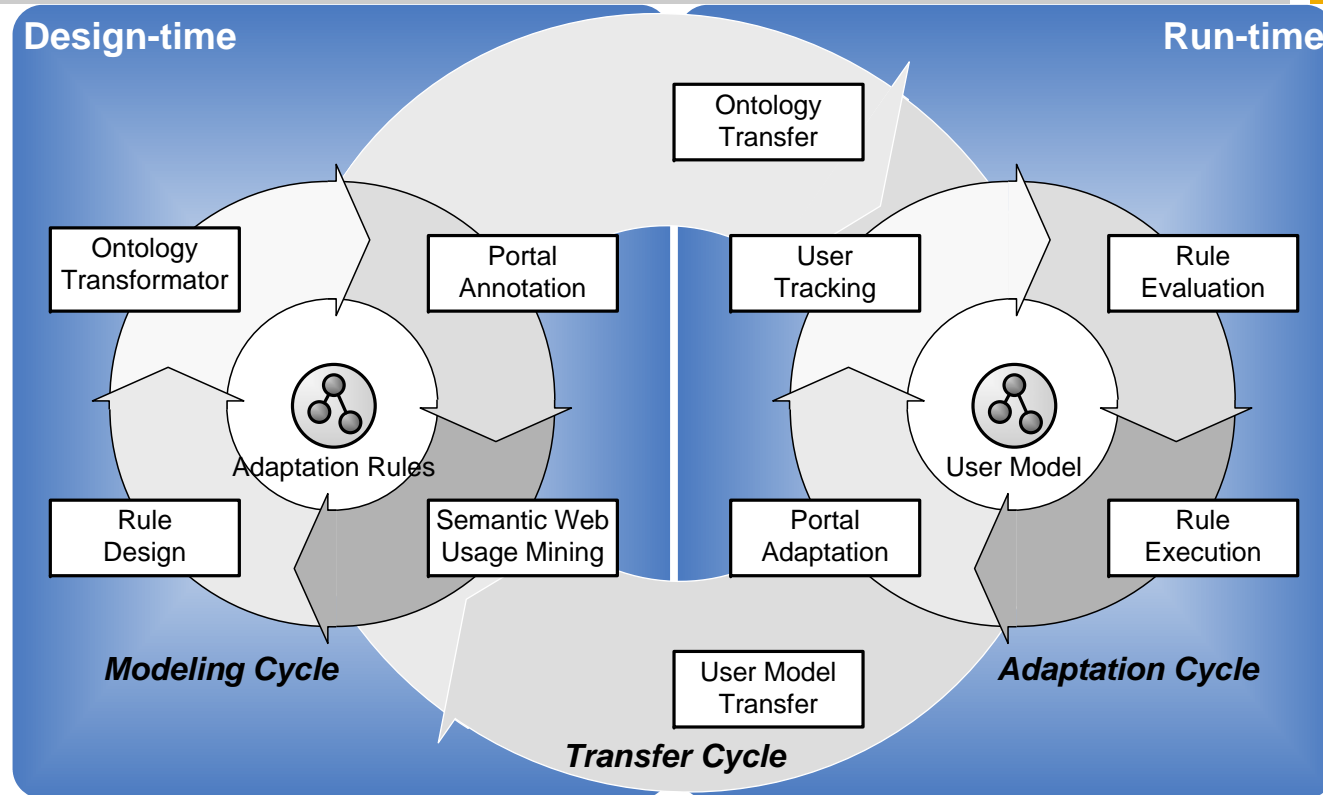 Design-time
Run-time
Ontology
Transfer
Ontology
Transformator
Portal
Annotation
User
Tracking
Rule
Evaluation
Adaptation Rules
User Model
Rule
Design
Semantic Web
Usage Mining
Portal
Adaptation
Rule
Execution
Modeling Cycle
User Model
Transfer
Adaptation Cycle
Transfer Cycle